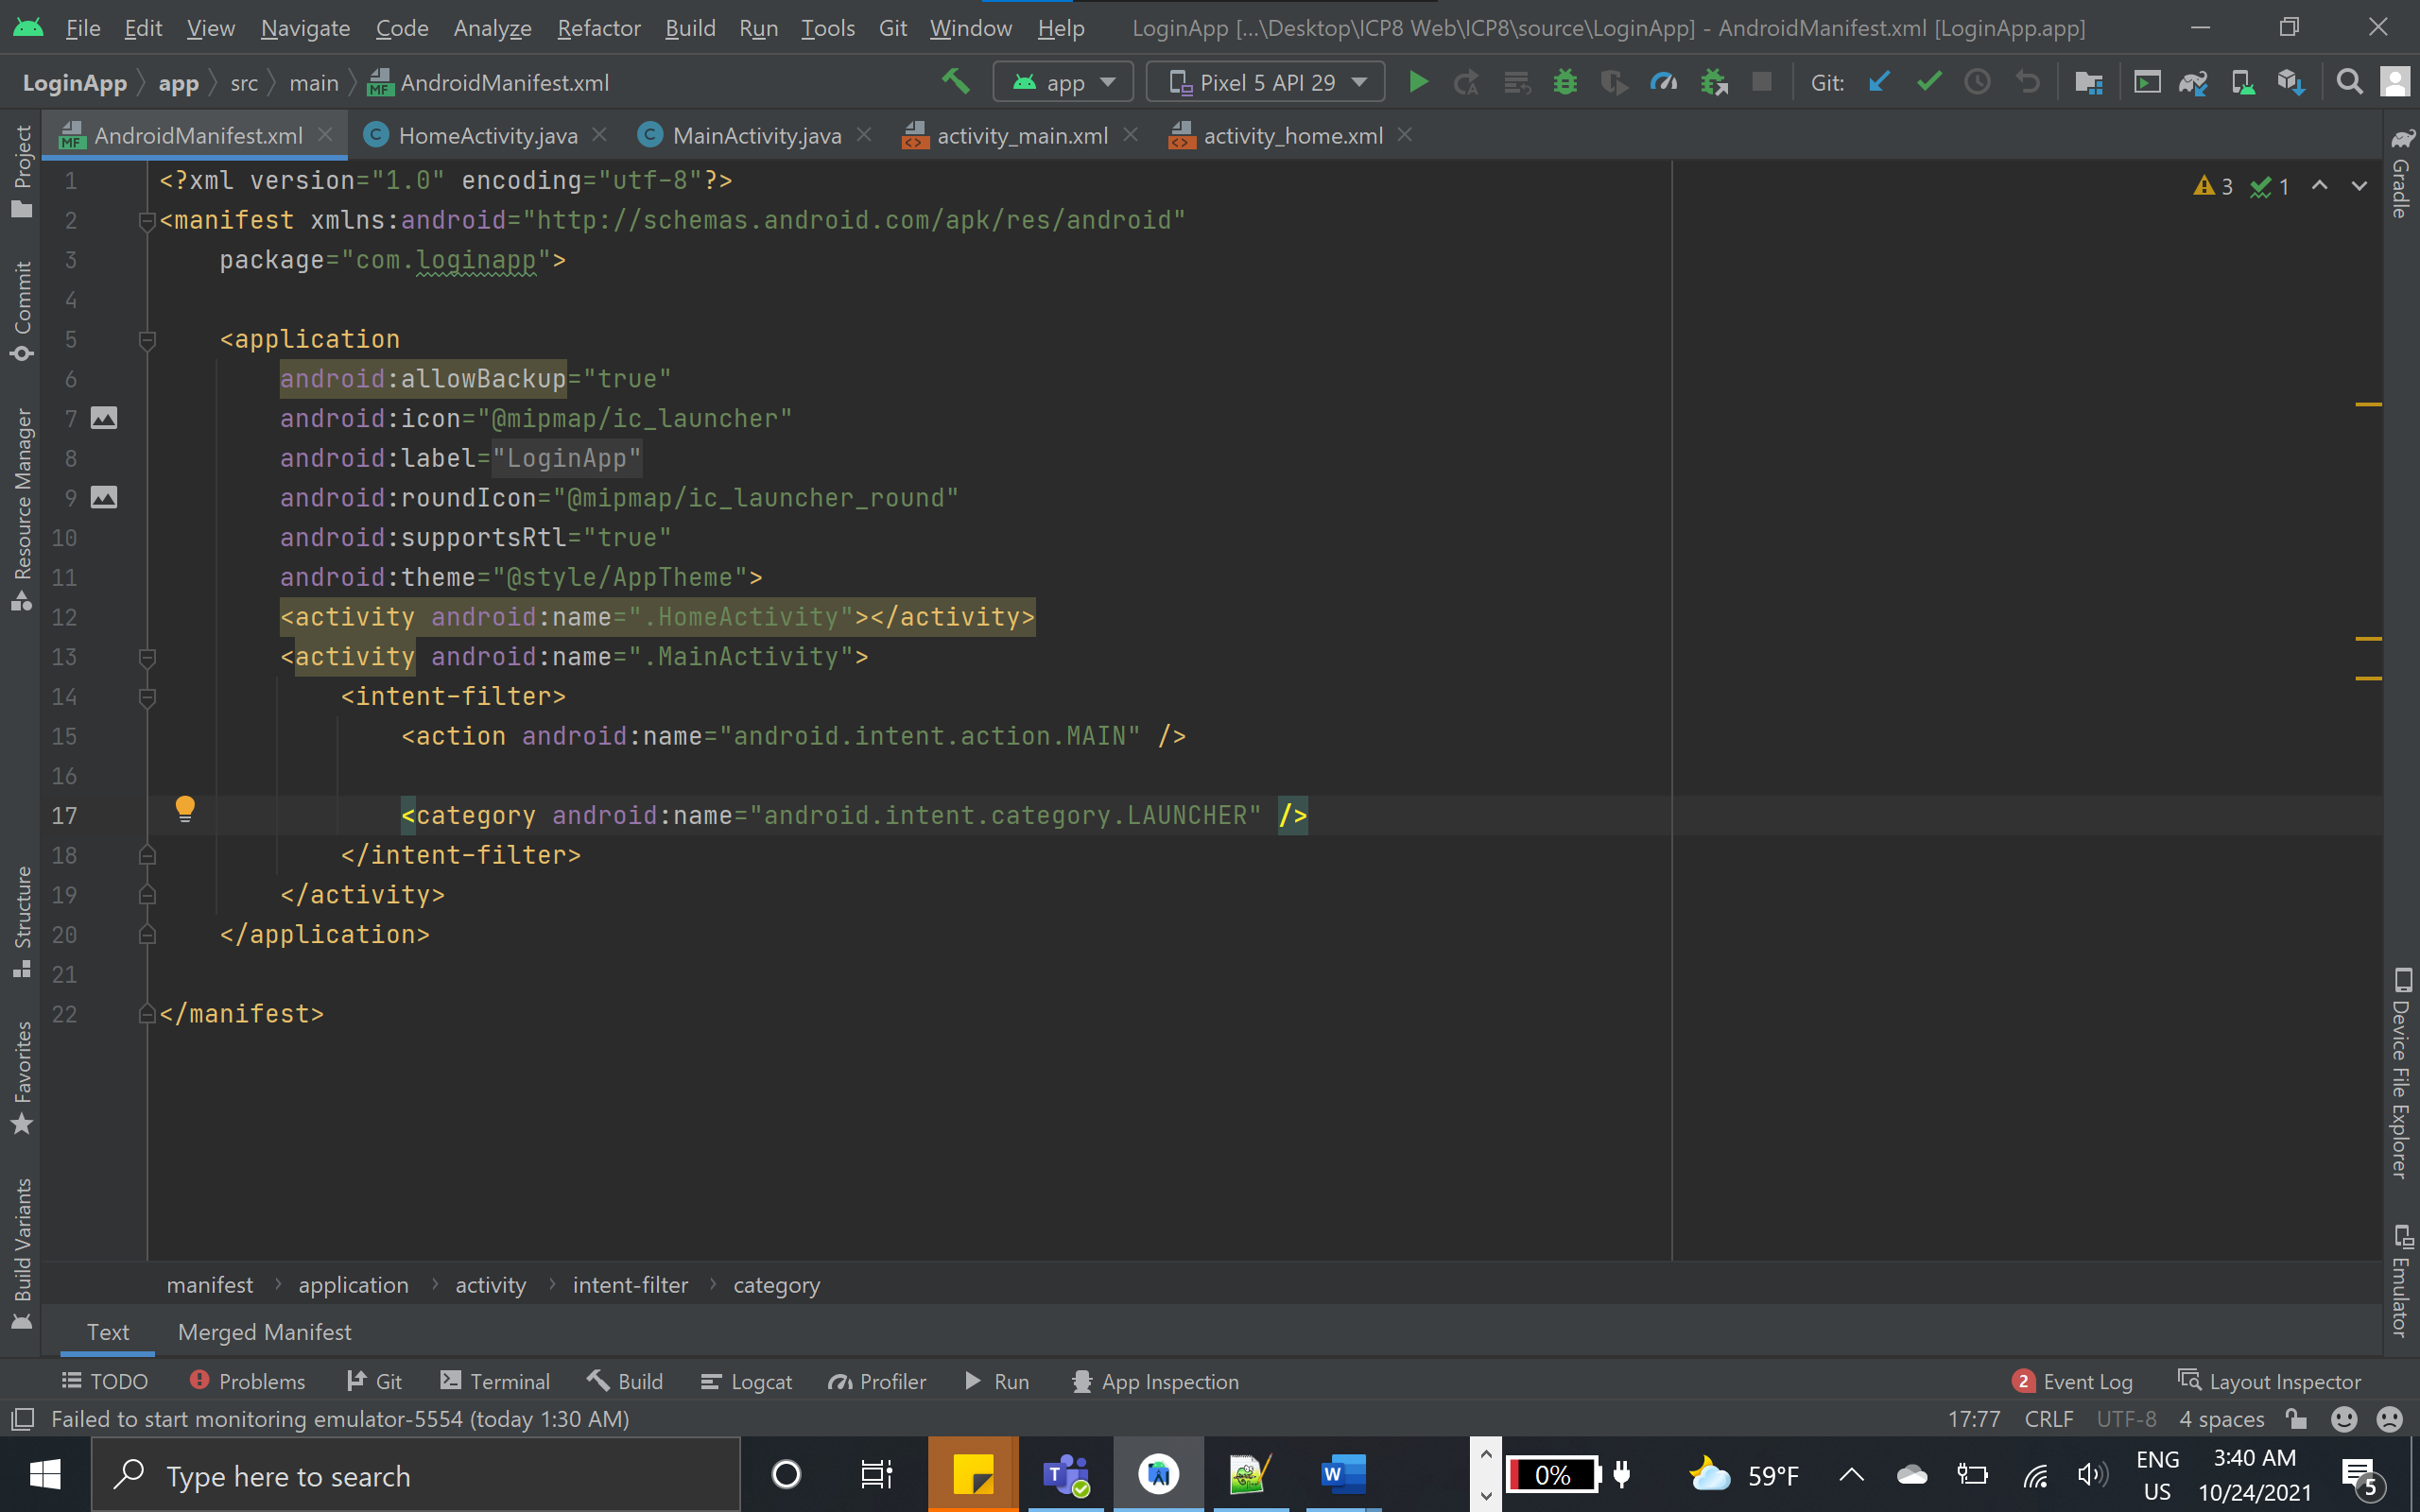 File Edit View Navigate Code Analyze Refactor Build Run Tools Git Window Help LoginApp [...\Desktop\ICP8 Web\ICP8\source\LoginApp] - AndroidManifest.xml [LoginApp.app]
LoginApp app src main AndroidManifest.xml app Pixel 5 API 29 Git:
AndroidManifest.xml HomeActivity.java MainActivity.java activity_main.xml activity_home.xml
Project
Commit
Resource Manager
Structure
Favorites
Build Variants
1 <?xml version="1.0" encoding="utf-8"?>
2 <manifest xmlns:android="http://schemas.android.com/apk/res/android"
3 package="com.loginapp">
4
5 <application
6 android:allowBackup="true"
7 android:icon="@mipmap/ic_launcher"
8 android:label="LoginApp"
9 android:roundIcon="@mipmap/ic_launcher_round"
10 android:supportsRtl="true"
11 android:theme="@style/AppTheme">
12 <activity android:name=".HomeActivity"></activity>
13 <activity android:name=".MainActivity">
14 <intent-filter>
15 <action android:name="android.intent.action.MAIN" />
16
17 <category android:name="android.intent.category.LAUNCHER" />
18 </intent-filter>
19 </activity>
20 </application>
21
22 </manifest>
3 1
Gradle
Device File Explorer
Emulator
manifest application activity intent-filter category
Text Merged Manifest
TODO Problems Git Terminal Build Logcat Profiler Run App Inspection 2 Event Log Layout Inspector
Failed to start monitoring emulator-5554 (today 1:30 AM) 17:77 CRLF UTF-8 4 spaces
Type here to search 0% 59°F ENG 3:40 AM
US 10/24/2021 5